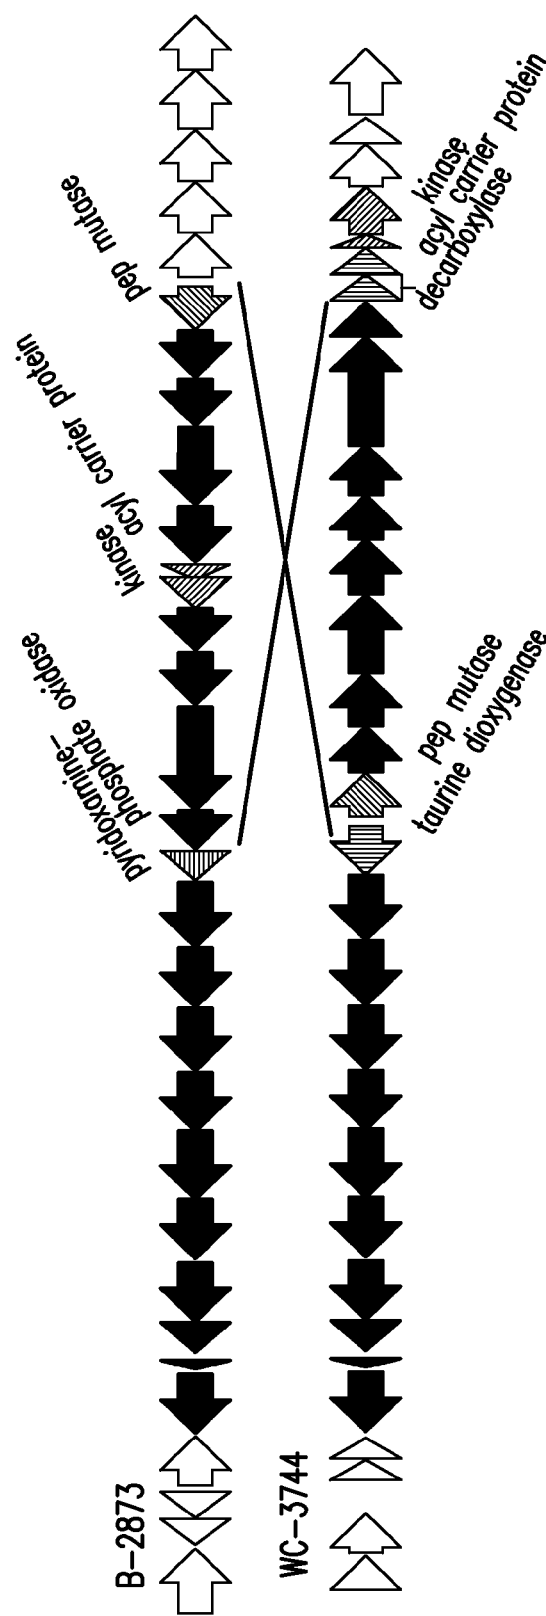 B-2873
pyridoxamine-
phosphate oxidase
kinase
acyl carrier protein
pep mutase
WC-3744
taurine dioxygenase
pep mutase
decarboxylase
acyl carrier protein
kinase